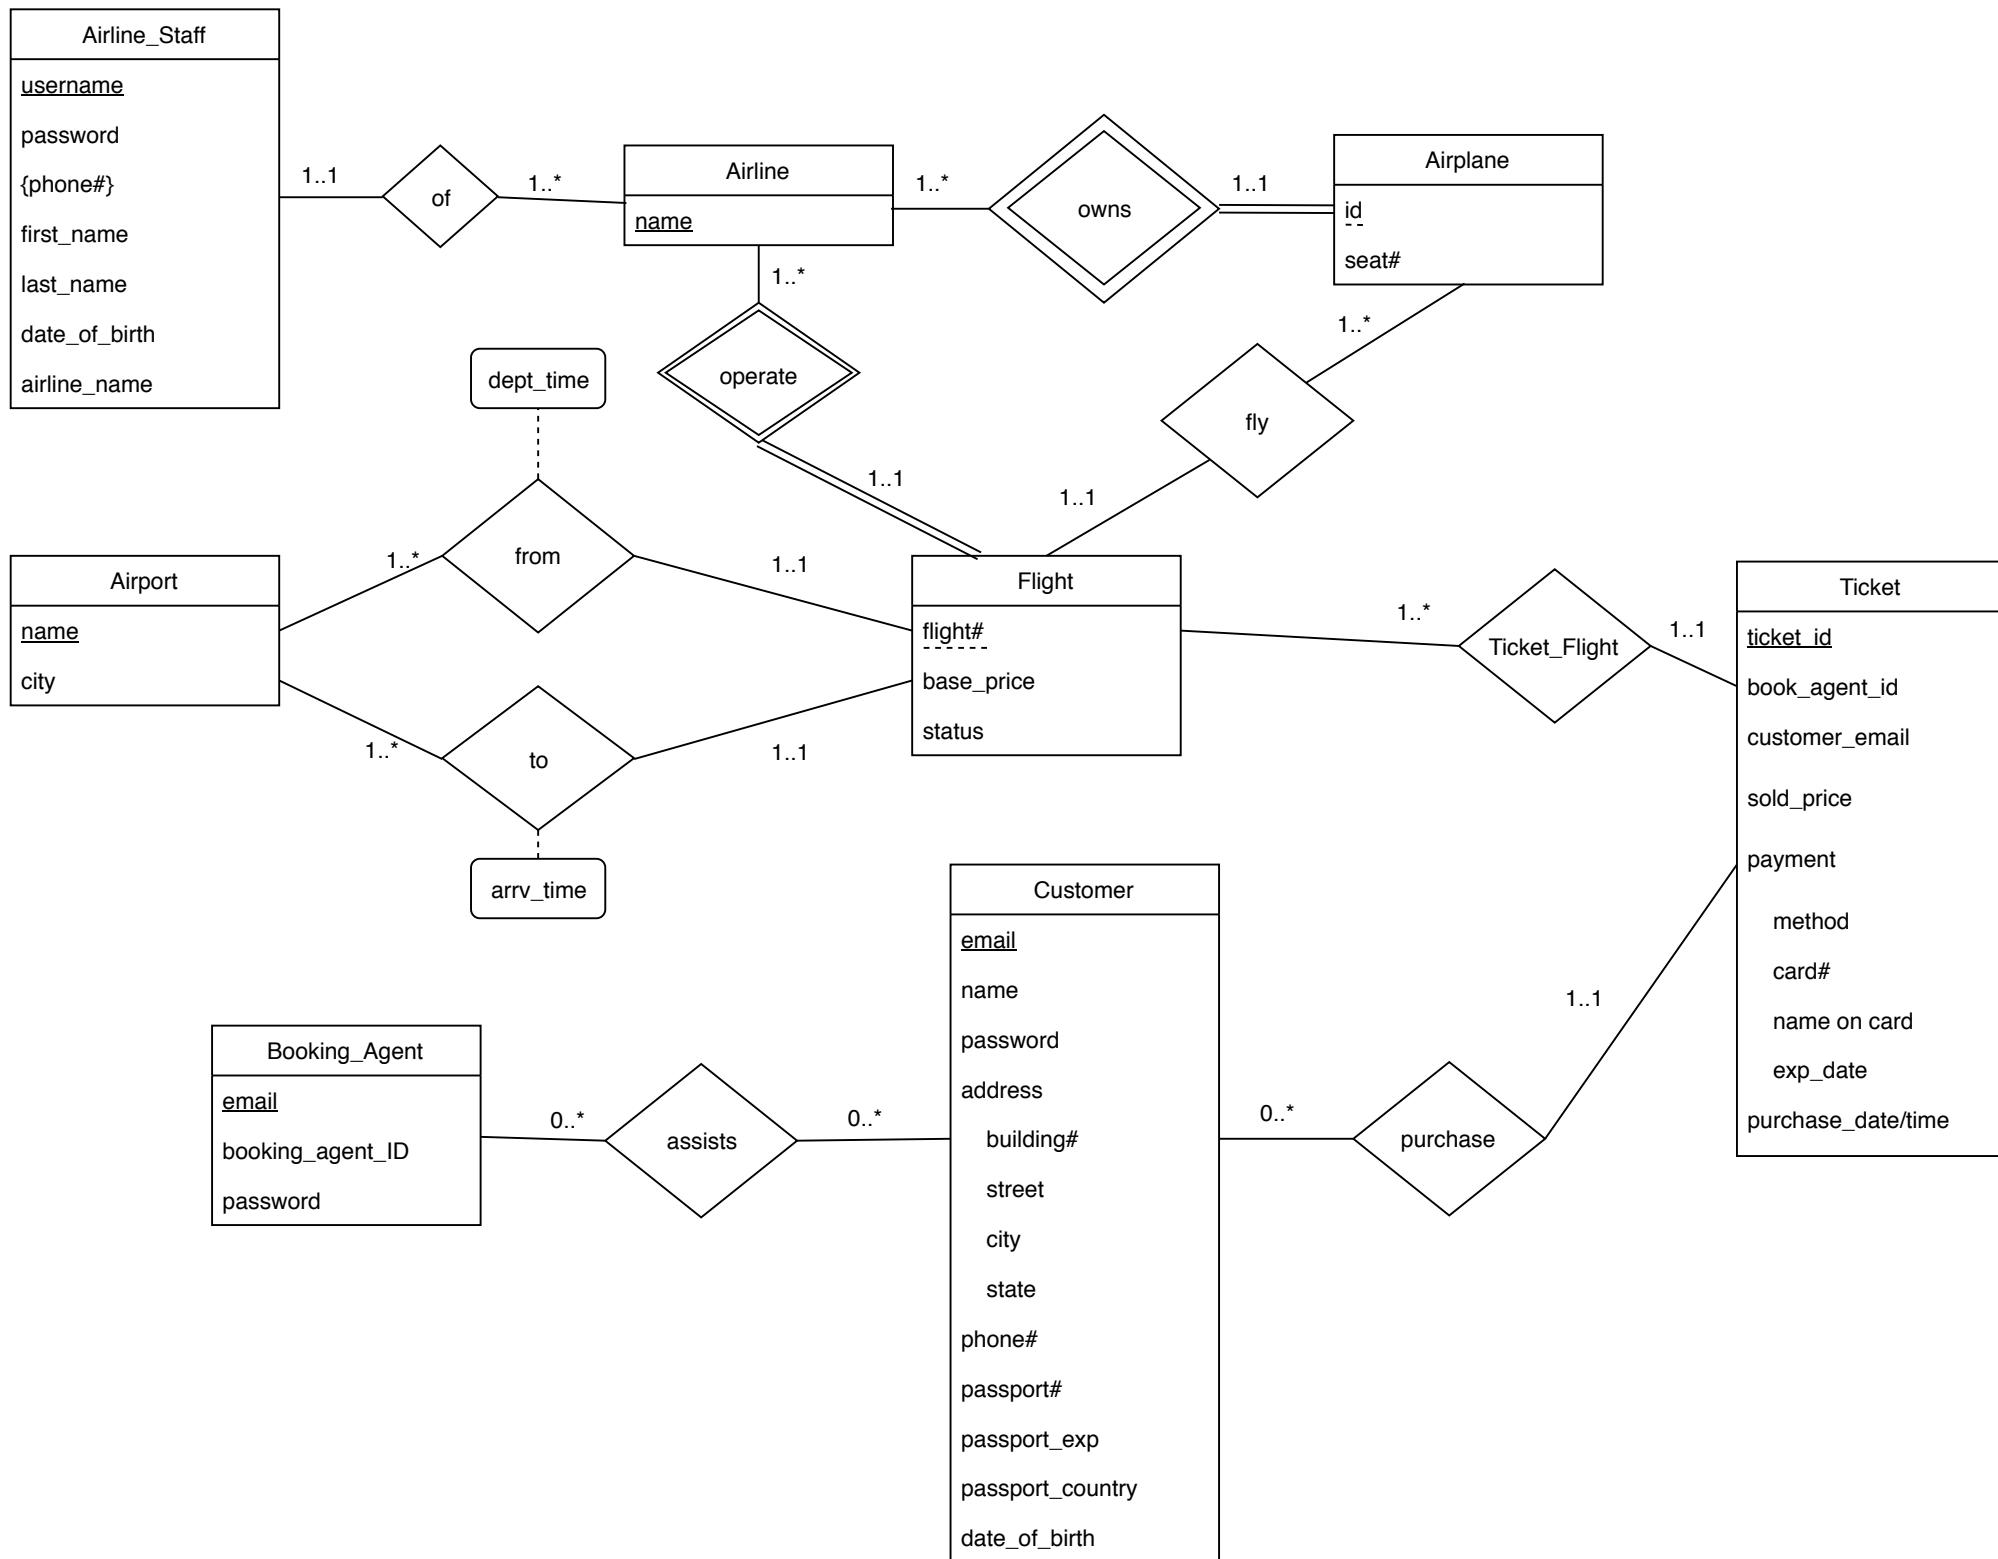 Airline_Staff
username
password
{phone#}
first_name
last_name
date_of_birth
airline_name
1..1
of
1..*
Airline
name
1..*
owns
1..1
Airplane
id
seat#
1..*
operate
1..1
1..*
fly
1..1
dept_time
from
1..*
1..1
Airport
name
city
1..*
to
1..1
arrv_time
Flight
flight#
base_price
status
1..*
Ticket_Flight
1..1
Ticket
ticket_id
book_agent_id
customer_email
sold_price
payment
method
card#
name on card
exp_date
purchase_date/time
Booking_Agent
email
booking_agent_ID
password
0..*
assists
0..*
Customer
email
name
password
address
building#
street
city
state
phone#
passport#
passport_exp
passport_country
date_of_birth
0..*
purchase
1..1